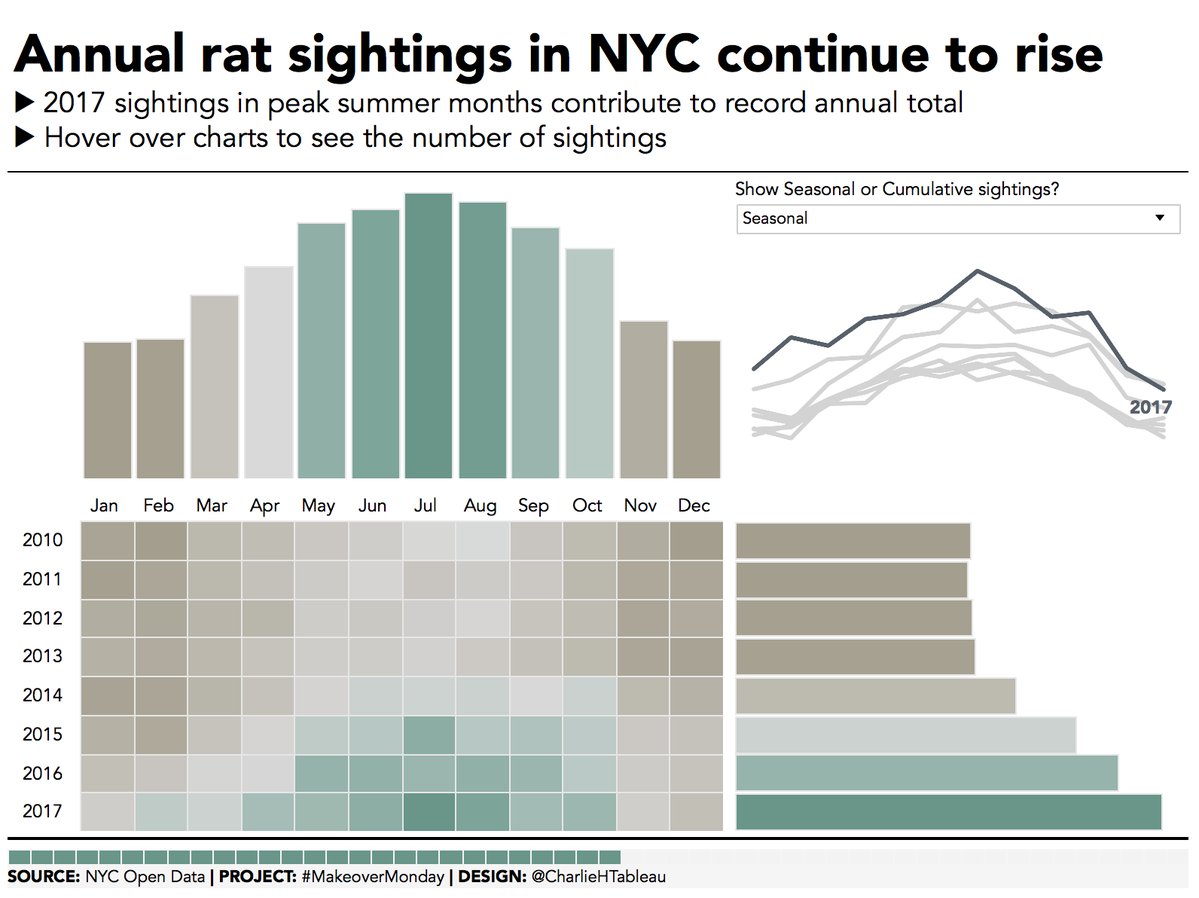 Annual rat sightings in NYC continue to rise
▶ 2017 sightings in peak summer months contribute to record annual total
▶ Hover over charts to see the number of sightings
Show Seasonal or Cumulative sightings?
Seasonal
2017
Jan Feb Mar Apr May Jun Jul Aug Sep Oct Nov Dec
2010
2011
2012
2013
2014
2015
2016
2017
SOURCE: NYC Open Data | PROJECT: #MakeoverMonday | DESIGN: @CharlieHTableau